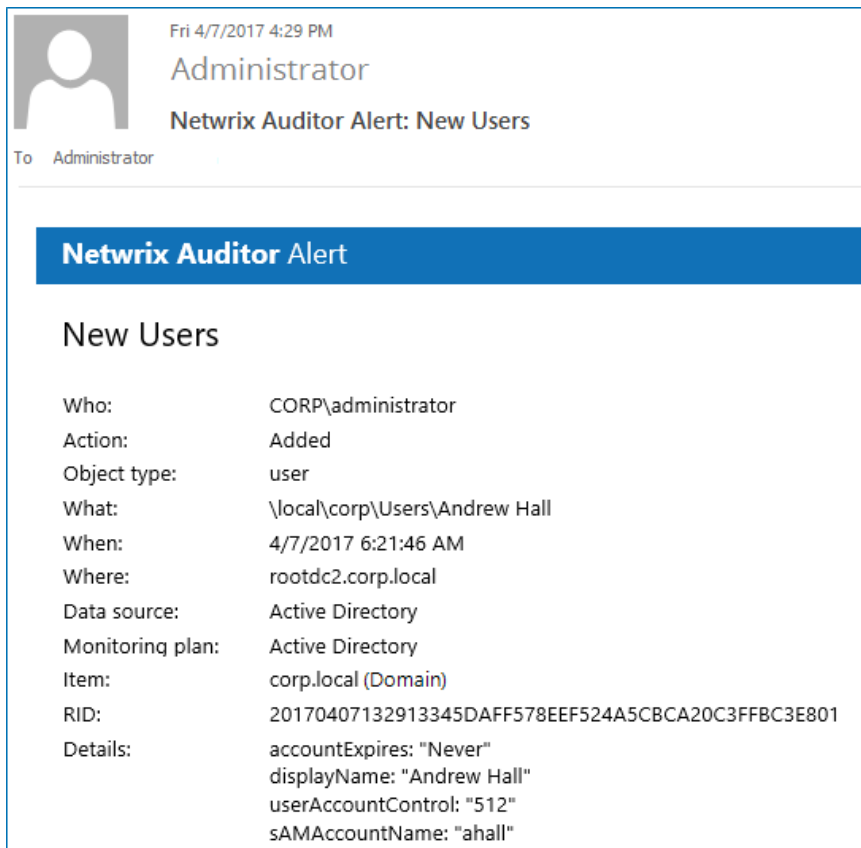 Fri 4/7/2017 4:29 PM
Administrator
Netwrix Auditor Alert: New Users
To Administrator
Netwrix Auditor Alert
New Users
Who: CORP\administrator
Action: Added
Object type: user
What: \local\corp\Users\Andrew Hall
When: 4/7/2017 6:21:46 AM
Where: rootdc2.corp.local
Data source: Active Directory
Monitoring plan: Active Directory
Item: corp.local (Domain)
RID: 20170407132913345DAFF578EEF524A5CBCA20C3FFBC3E801
Details: accountExpires: "Never"
displayName: "Andrew Hall"
userAccountControl: "512"
sAMAccountName: "ahall"